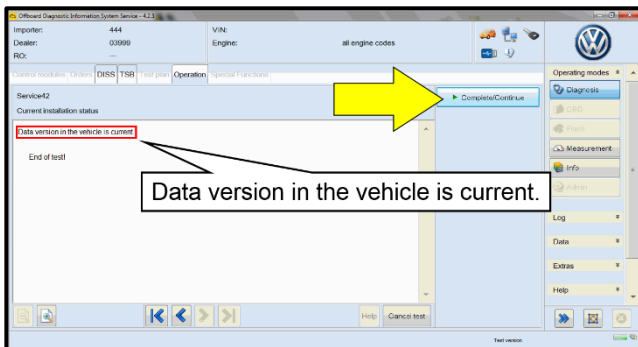 Offboard Diagnostic Information System Service - 4.2.3
Importer: 444 VIN:
Dealer: 03999 Engine: all engine codes
RO: ---
Control modules Orders DISS TSB Test plan Operation Special Functions
Operating modes
Service42
Complete/Continue
Diagnosis
Current installation status
OBD
Data version in the vehicle is current.
Flash
End of test!
Measurement
Info
Data version in the vehicle is current.
Admin
Log
Data
Extras
Help
Help Cancel test
Test version